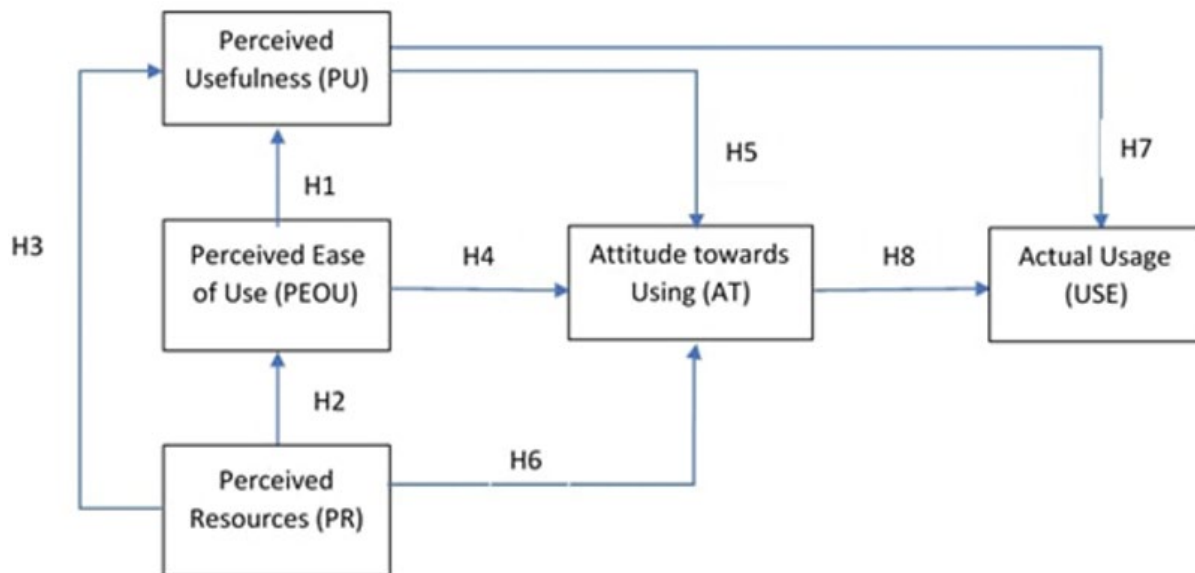 Perceived
Usefulness (PU)
H5
H7
H1
H3
Perceived Ease
of Use (PEOU)
H4
Attitude towards
Using (AT)
H8
Actual Usage
(USE)
H2
H6
Perceived
Resources (PR)